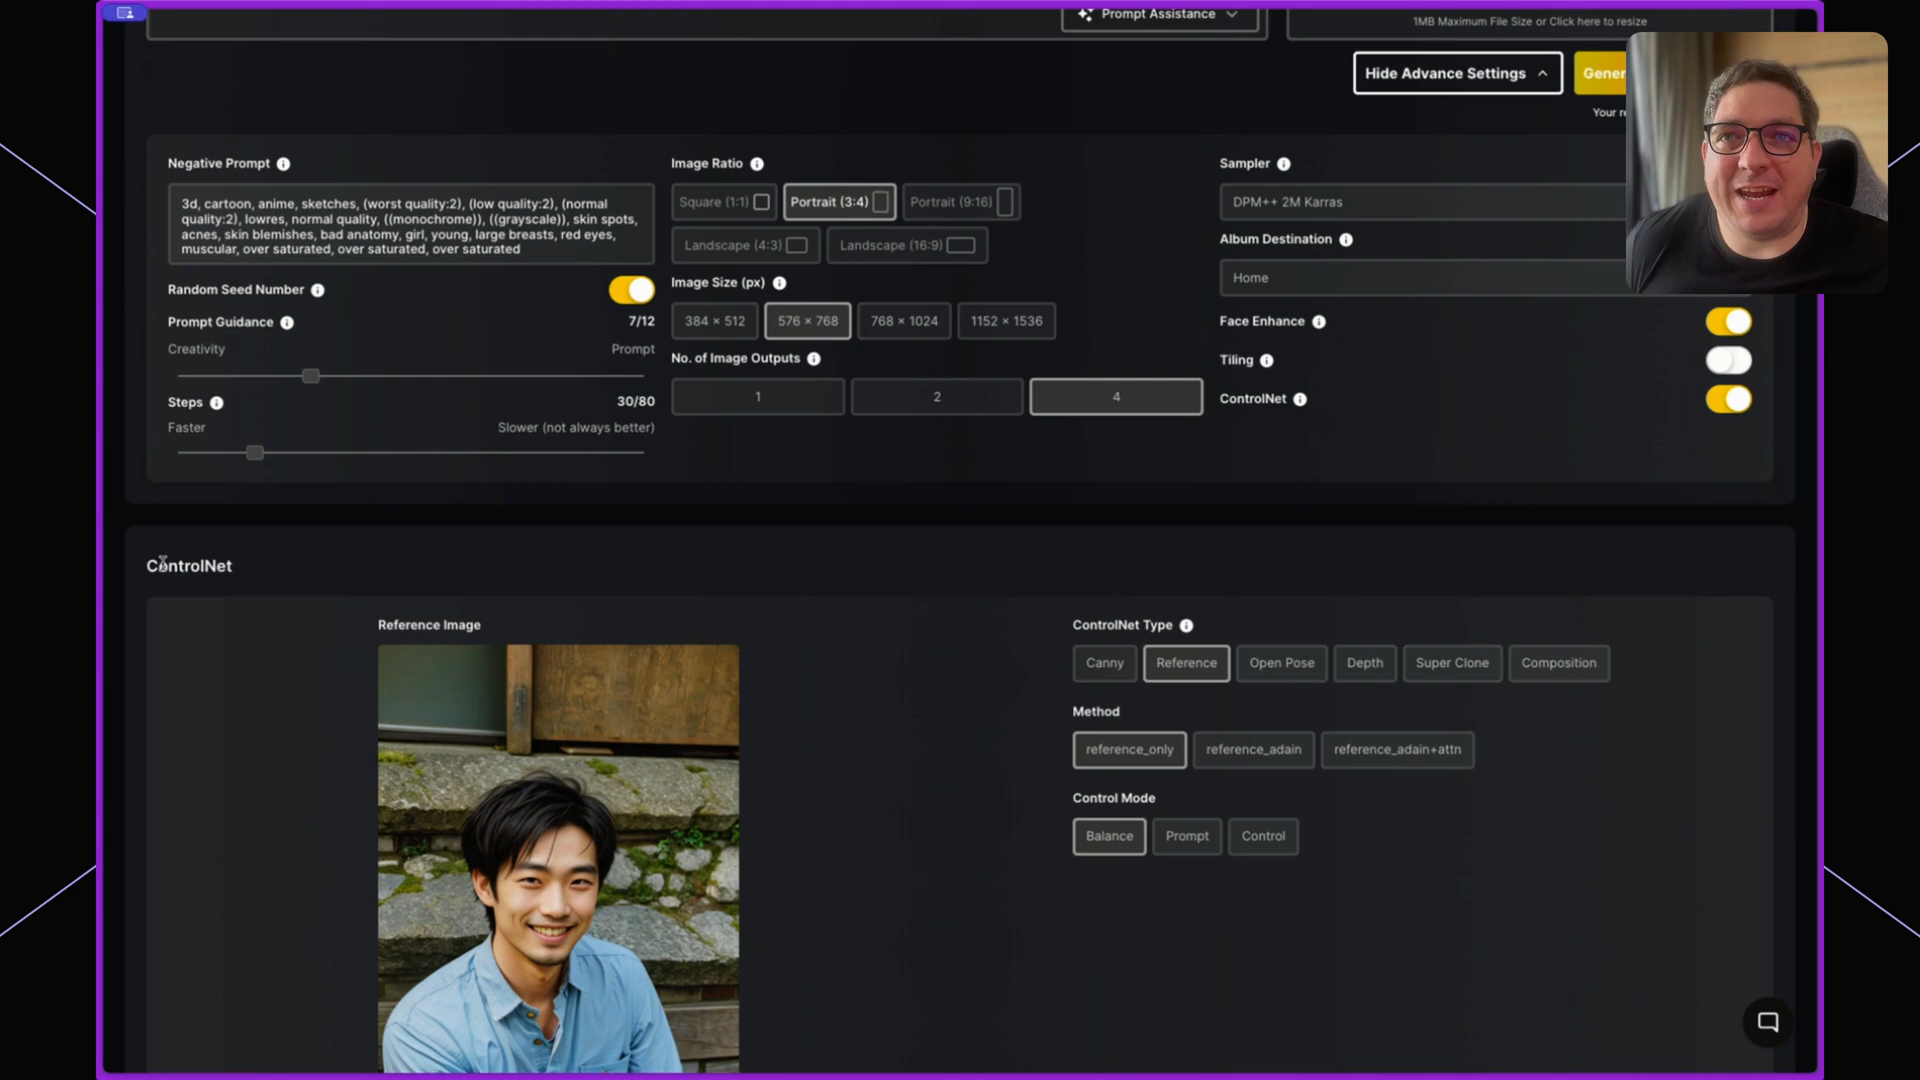 Prompt Assistance
1MB Maximum File Size or Click here to resize
Hide Advance Settings
Gener
Your re
Negative Prompt
3d, cartoon, anime, sketches, (worst quality:2), (low quality:2), (normal
quality:2), lowres, normal quality, ((monochrome)), ((grayscale)), skin spots,
acnes, skin blemishes, bad anatomy, girl, young, large breasts, red eyes,
muscular, over saturated, over saturated, over saturated
Random Seed Number
Prompt Guidance 7/12
Creativity Prompt
Steps 30/80
Faster Slower (not always better)
Image Ratio
Square (1:1) Portrait (3:4) Portrait (9:16)
Landscape (4:3) Landscape (16:9)
Image Size (px)
384 × 512 576 × 768 768 × 1024 1152 × 1536
No. of Image Outputs
1 2 4
Sampler
DPM++ 2M Karras
Album Destination
Home
Face Enhance
Tiling
ControlNet
ControlNet
Reference Image
ControlNet Type
Canny Reference Open Pose Depth Super Clone Composition
Method
reference_only reference_adain reference_adain+attn
Control Mode
Balance Prompt Control